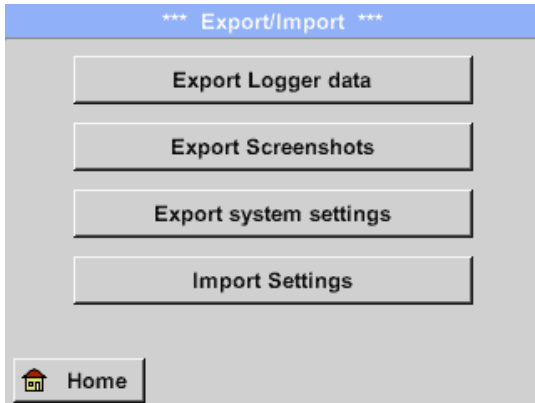 *** Export/Import ***
Export Logger data
Export Screenshots
Export system settings
Import Settings
Home